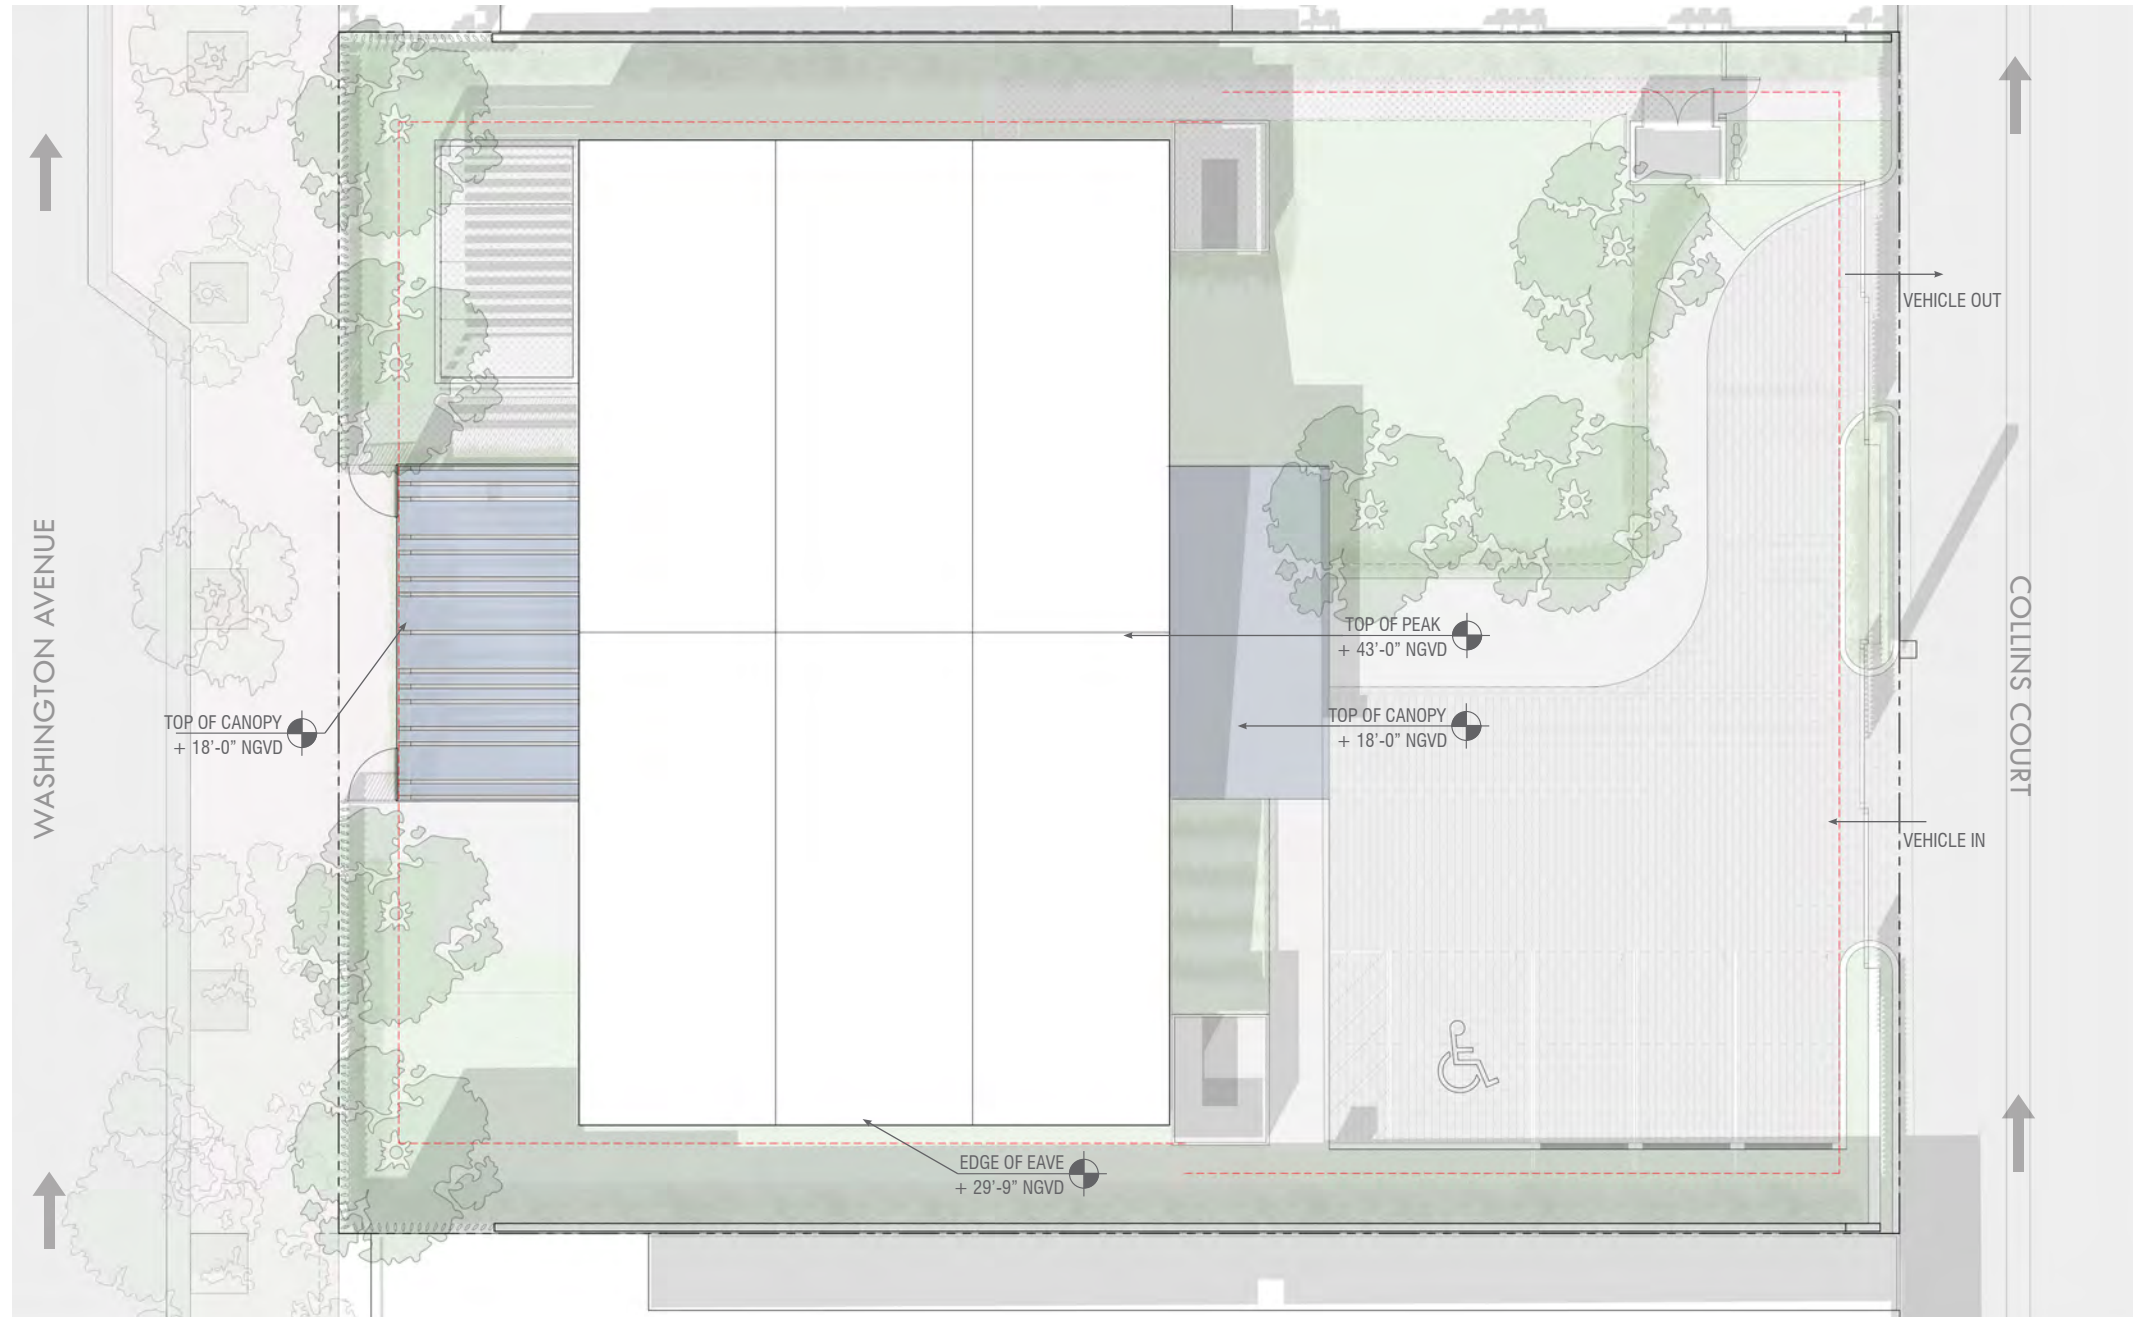 VEHICLE OUT
WASHINGTON AVENUE
COLLINS COURT
TOP OF PEAK
+ 43'-0" NGVD
TOP OF CANOPY
+ 18'-0" NGVD
TOP OF CANOPY
+ 18'-0" NGVD
VEHICLE IN
EDGE OF EAVE
+ 29'-9" NGVD